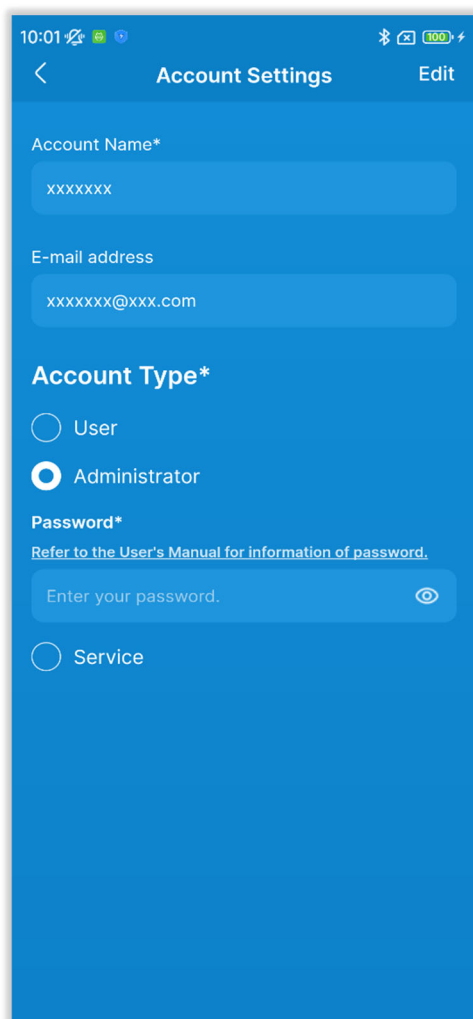 10:01
100
Account Settings
Edit
Account Name*
xxxxxxx
E-mail address
xxxxxxx@xxx.com
Account Type*
User
Administrator
Password*
Refer to the User's Manual for information of password.
Enter your password.
Service